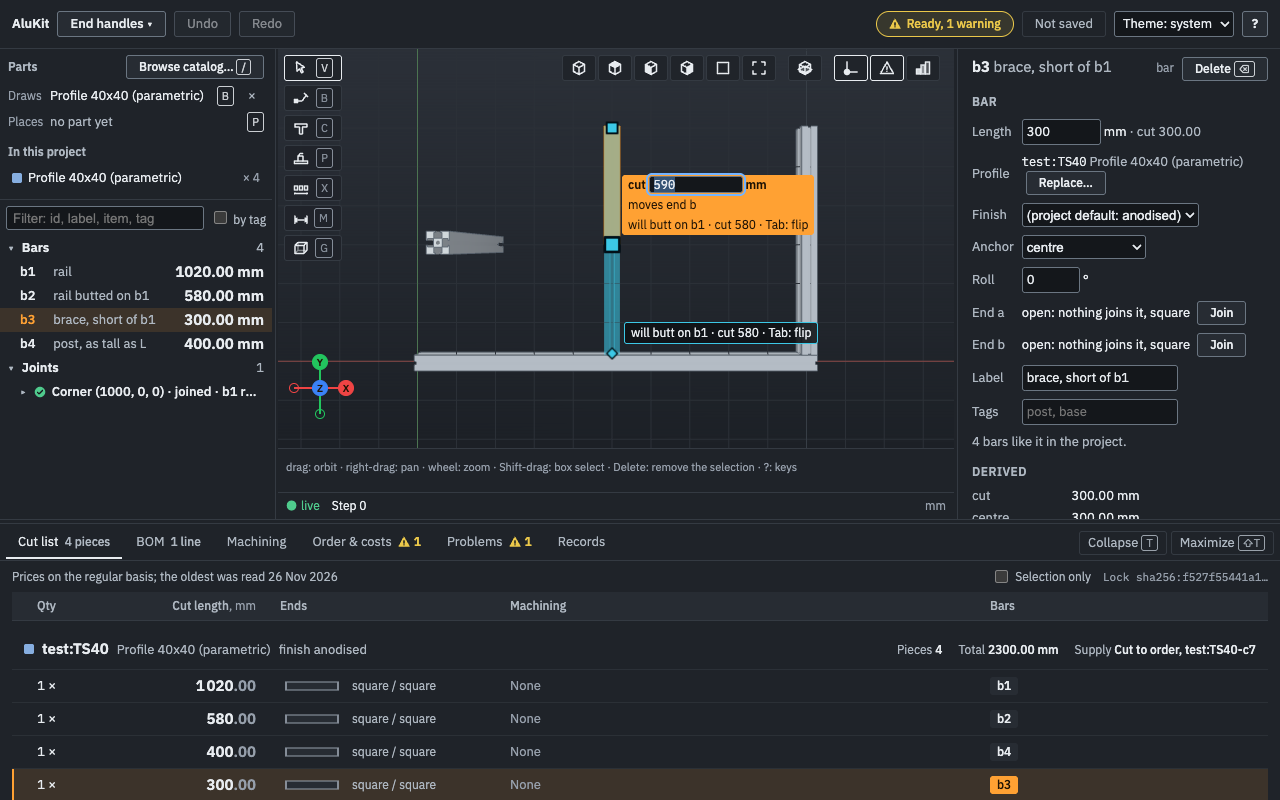 AluKit End handles ▾ Undo Redo ⚠ Ready, 1 warning Not saved Theme: system ?
Parts Browse catalog... /
Draws Profile 40x40 (parametric) B ×
Places no part yet P
In this project
Profile 40x40 (parametric) × 4
Filter: id, label, item, tag by tag
▾ Bars 4
b1 rail 1020.00 mm
b2 rail butted on b1 580.00 mm
b3 brace, short of b1 300.00 mm
b4 post, as tall as L 400.00 mm
▾ Joints 1
▸ Corner (1000, 0, 0) · joined · b1 r...
V
B
C
P
X
M
G
cut 590 mm
moves end b
will butt on b1 · cut 580 · Tab: flip
will butt on b1 · cut 580 · Tab: flip
Y
Z X
drag: orbit · right-drag: pan · wheel: zoom · Shift-drag: box select · Delete: remove the selection · ?: keys
live Step 0 mm
b3 brace, short of b1 bar Delete ⌫
BAR
Length 300 mm · cut 300.00
Profile test:TS40 Profile 40x40 (parametric)
Replace...
Finish (project default: anodised)
Anchor centre
Roll 0 °
End a open: nothing joins it, square Join
End b open: nothing joins it, square Join
Label brace, short of b1
Tags post, base
4 bars like it in the project.
DERIVED
cut 300.00 mm
centre 300.00 mm
Cut list 4 pieces BOM 1 line Machining Order & costs ⚠ 1 Problems ⚠ 1 Records Collapse T Maximize ⇧T
Prices on the regular basis; the oldest was read 26 Nov 2026 Selection only Lock sha256:f527f55441a1…
Qty Cut length, mm Ends Machining Bars
test:TS40 Profile 40x40 (parametric) finish anodised Pieces 4 Total 2300.00 mm Supply Cut to order, test:TS40-c7
1 × 1020.00 square / square None b1
1 × 580.00 square / square None b2
1 × 400.00 square / square None b4
1 × 300.00 square / square None b3